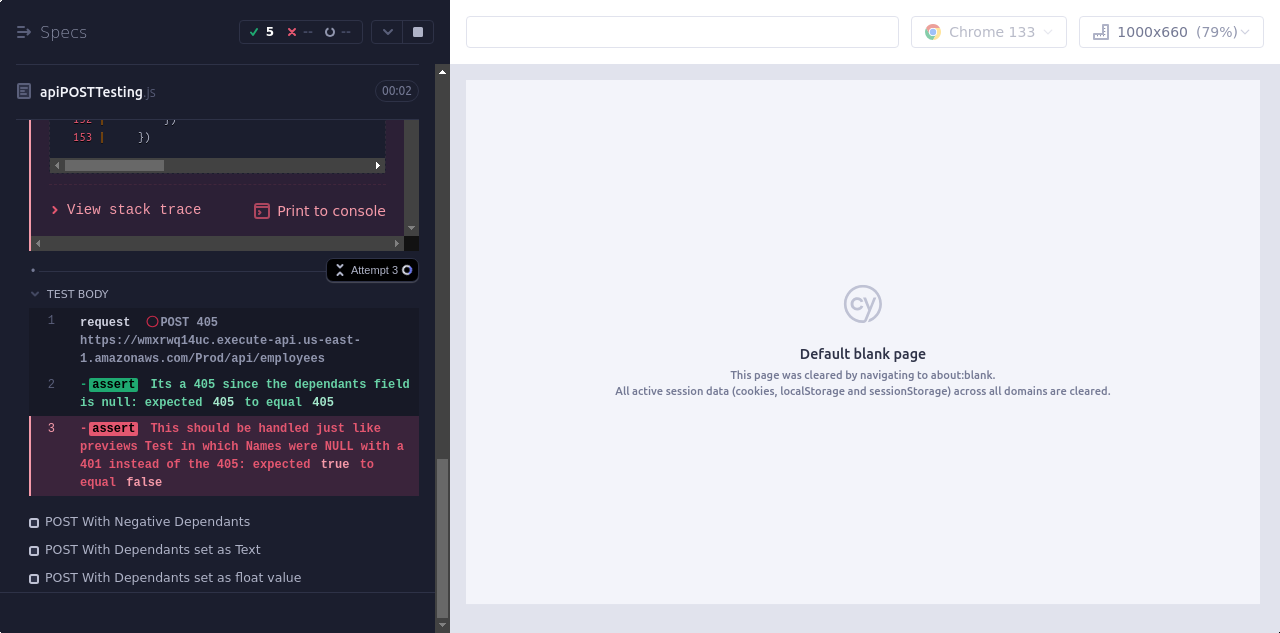 Specs
5
--
--
Chrome 133
1000x660 (79%)
apiPOSTTesting.js
00:02
152 | })
153 | })
View stack trace
Print to console
Attempt 3
TEST BODY
1 request POST 405
https://wmxrwq14uc.execute-api.us-east-
1.amazonaws.com/Prod/api/employees
2 -assert Its a 405 since the dependants field
is null: expected 405 to equal 405
3 -assert This should be handled just like
previews Test in which Names were NULL with a
401 instead of the 405: expected true to
equal false
POST With Negative Dependants
POST With Dependants set as Text
POST With Dependants set as float value
cy
Default blank page
This page was cleared by navigating to about:blank.
All active session data (cookies, localStorage and sessionStorage) across all domains are cleared.